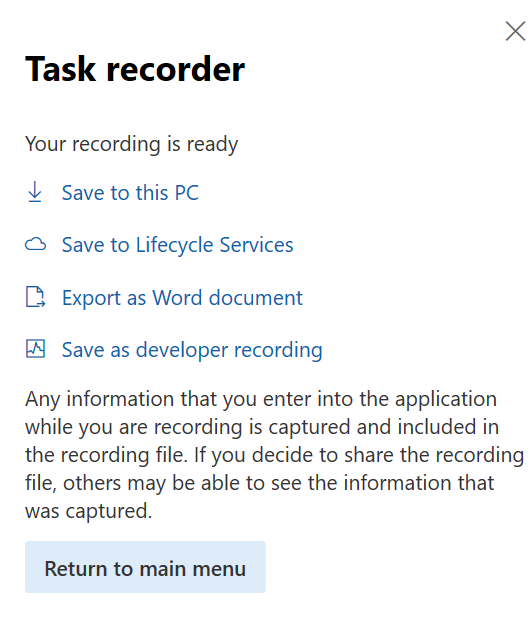 Task recorder
Your recording is ready
Save to this PC
Save to Lifecycle Services
Export as Word document
Save as developer recording
Any information that you enter into the application
while you are recording is captured and included in
the recording file. If you decide to share the recording
file, others may be able to see the information that
was captured.
Return to main menu